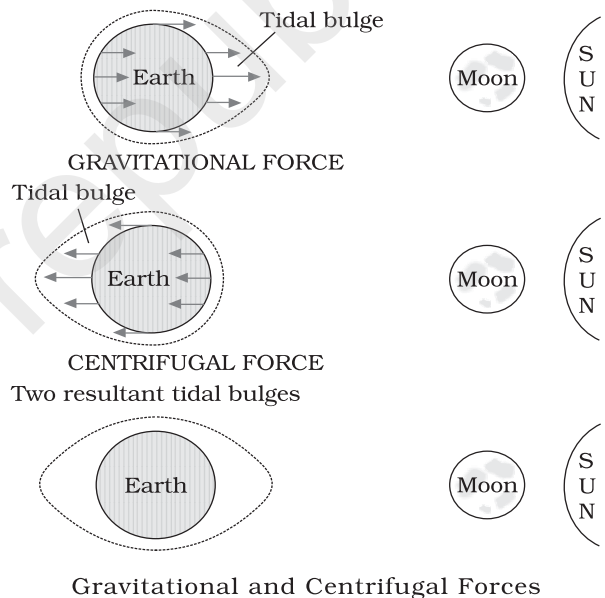 Tidal bulge
Earth
Moon
S
U
N
GRAVITATIONAL FORCE
Tidal bulge
Earth
Moon
S
U
N
CENTRIFUGAL FORCE
Two resultant tidal bulges
Earth
Moon
S
U
N
Gravitational and Centrifugal Forces